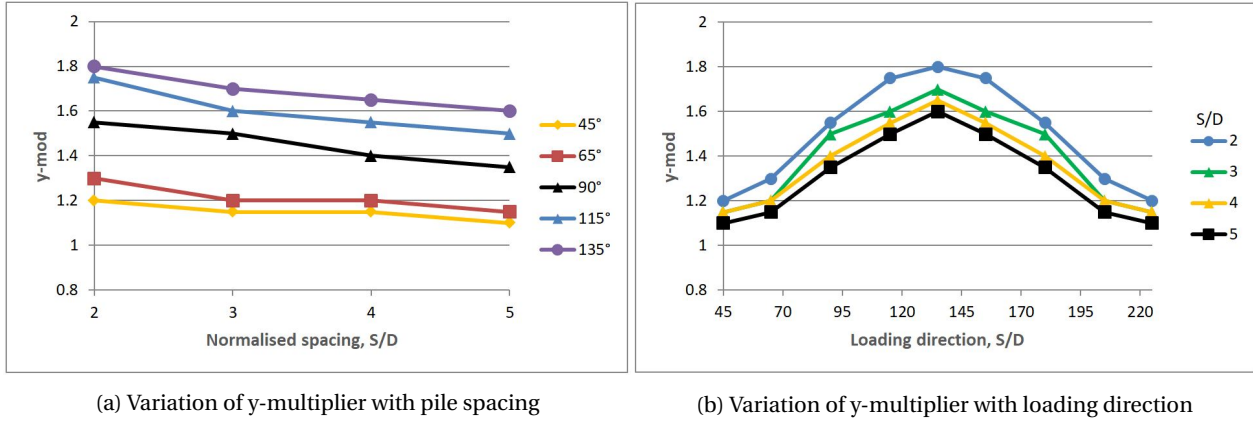 2
1.8
1.6
1.4
1.2
1
0.8
y-mod
2 3 4 5
Normalised spacing, S/D
45°
65°
90°
115°
135°
(a) Variation of y-multiplier with pile spacing
2
1.8
1.6
1.4
1.2
1
0.8
y-mod
45 70 95 120 145 170 195 220
Loading direction, S/D
S/D
2
3
4
5
(b) Variation of y-multiplier with loading direction